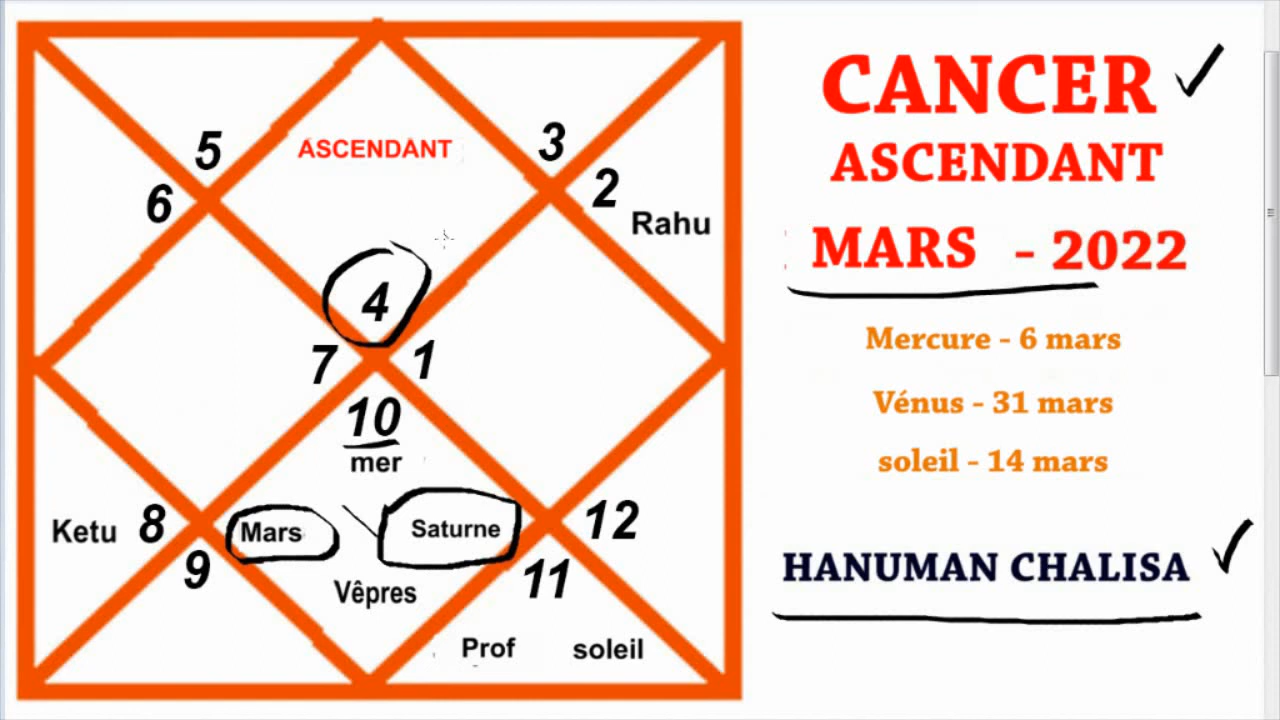 5
ASCENDANT
3
6
2
Rahu
4
7
1
10
mer
Ketu
8
Mars
Saturne
12
9
Vêpres
11
Prof
soleil
CANCER
ASCENDANT
MARS - 2022
Mercure - 6 mars
Vénus - 31 mars
soleil - 14 mars
HANUMAN CHALISA